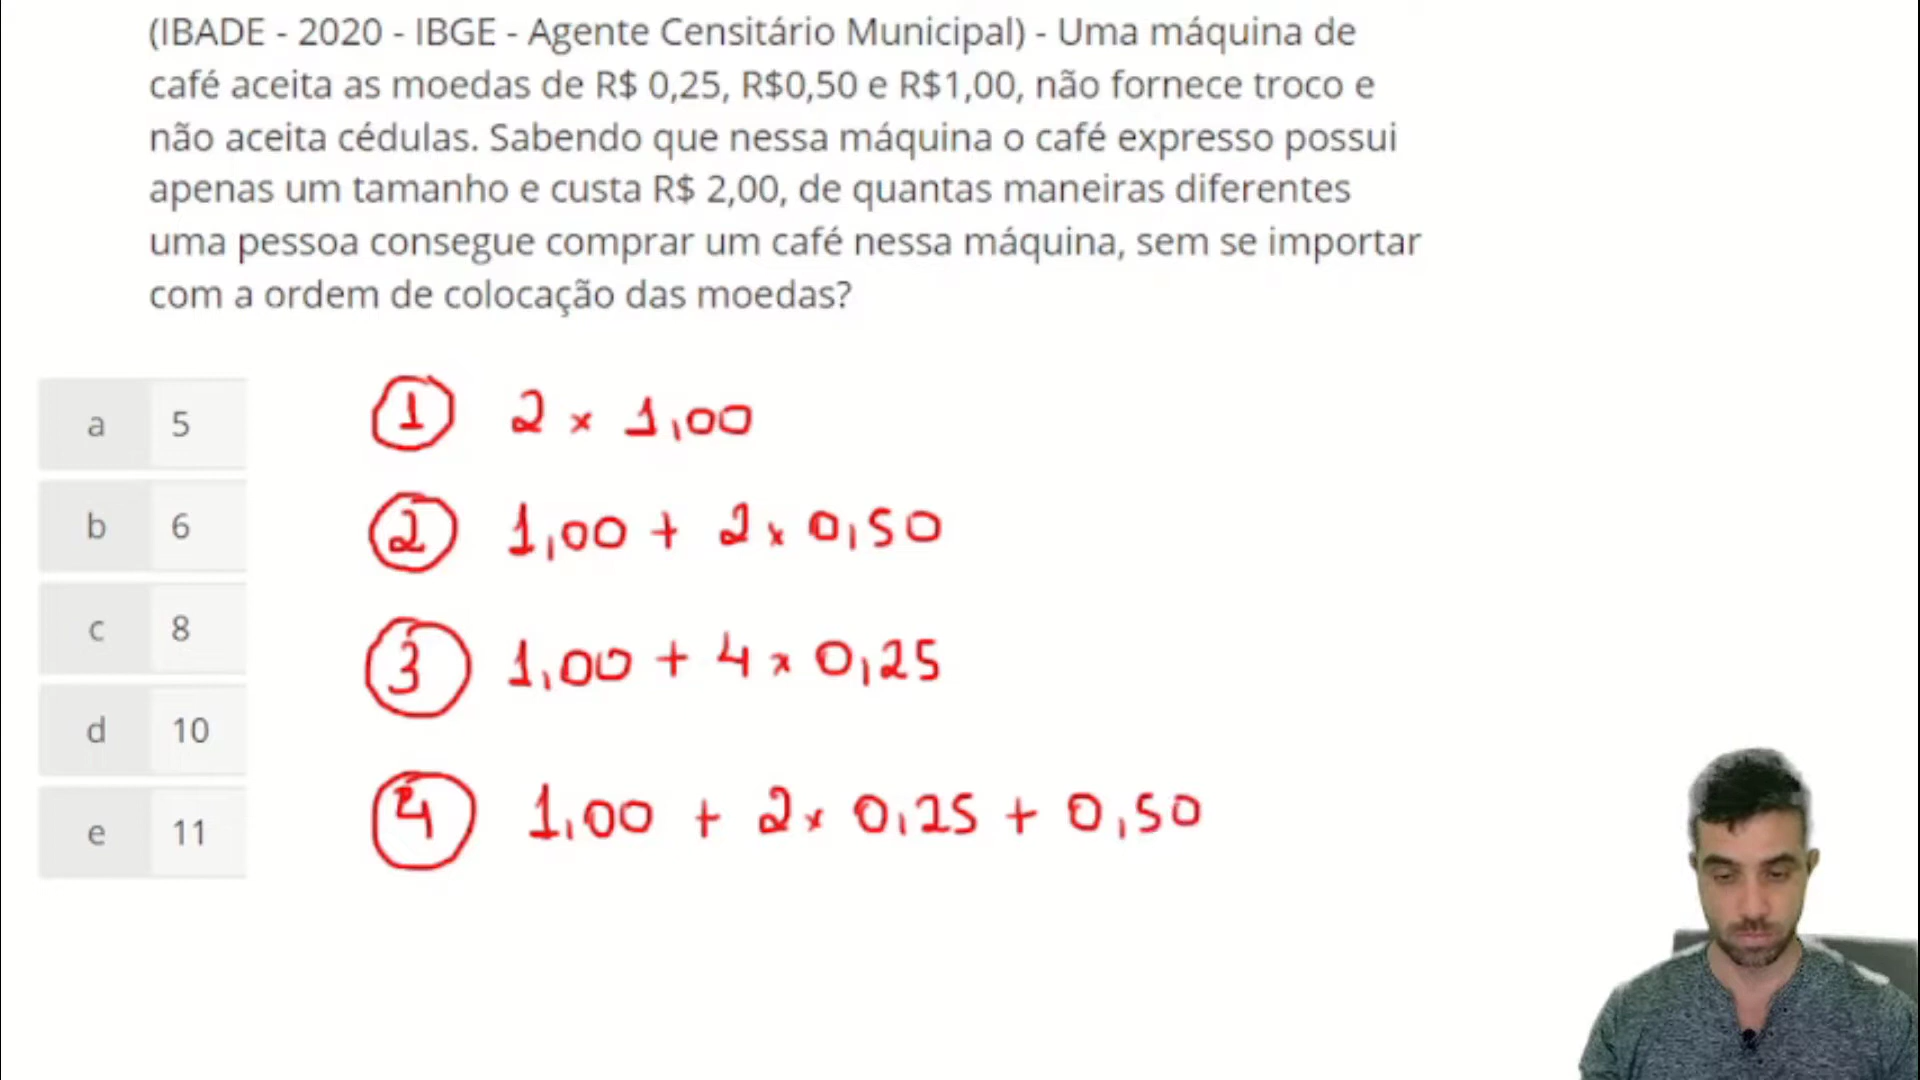 (IBADE - 2020 - IBGE - Agente Censitário Municipal) - Uma máquina de
café aceita as moedas de R$ 0,25, R$0,50 e R$1,00, não fornece troco e
não aceita cédulas. Sabendo que nessa máquina o café expresso possui
apenas um tamanho e custa R$ 2,00, de quantas maneiras diferentes
uma pessoa consegue comprar um café nessa máquina, sem se importar
com a ordem de colocação das moedas?
a 5
b 6
c 8
d 10
e 11
1 2 x 1,00
2 1,00 + 2 x 0,50
3 1,00 + 4 x 0,25
4 1,00 + 2 x 0,25 + 0,50